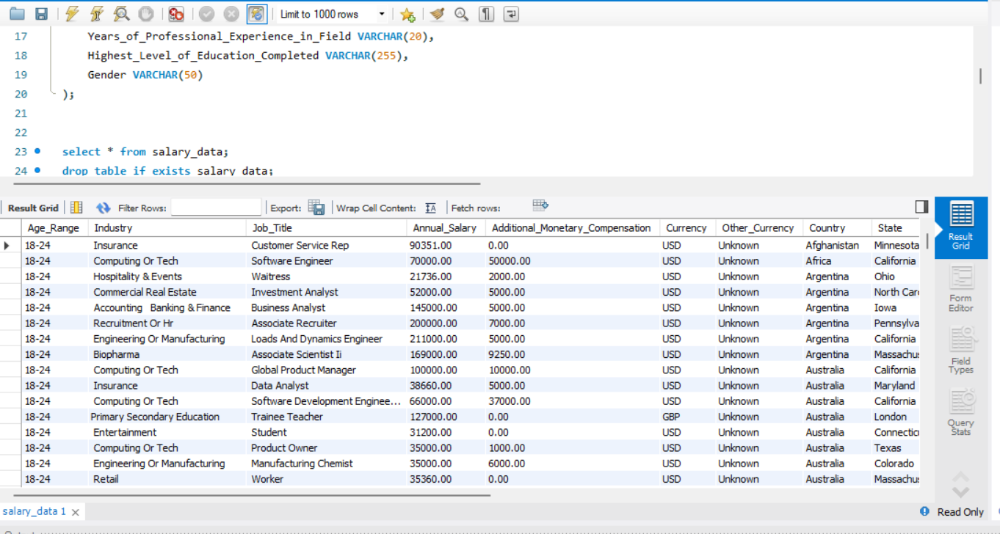 Limit to 1000 rows
17 Years_of_Professional_Experience_in_Field VARCHAR(20),
18 Highest_Level_of_Education_Completed VARCHAR(255),
19 Gender VARCHAR(50)
20 );
21
22
23 select * from salary_data;
24 drop table if exists salary_data;
Result Grid Filter Rows: Export: Wrap Cell Content: Fetch rows:
Age_Range Industry Job_Title Annual_Salary Additional_Monetary_Compensation Currency Other_Currency Country State
18-24 Insurance Customer Service Rep 90351.00 0.00 USD Unknown Afghanistan Minnesota
18-24 Computing Or Tech Software Engineer 70000.00 50000.00 USD Unknown Africa California
18-24 Hospitality & Events Waitress 21736.00 2000.00 USD Unknown Argentina Ohio
18-24 Commercial Real Estate Investment Analyst 52000.00 5000.00 USD Unknown Argentina North Car
18-24 Accounting Banking & Finance Business Analyst 145000.00 5000.00 USD Unknown Argentina Iowa
18-24 Recruitment Or Hr Associate Recruiter 200000.00 7000.00 USD Unknown Argentina Pennsylva
18-24 Engineering Or Manufacturing Loads And Dynamics Engineer 211000.00 5000.00 USD Unknown Argentina California
18-24 Biopharma Associate Scientist Ii 169000.00 9250.00 USD Unknown Argentina Massachu
18-24 Computing Or Tech Global Product Manager 100000.00 10000.00 USD Unknown Australia California
18-24 Insurance Data Analyst 38660.00 5000.00 USD Unknown Australia Maryland
18-24 Computing Or Tech Software Development Enginee... 66000.00 37000.00 USD Unknown Australia California
18-24 Primary Secondary Education Trainee Teacher 127000.00 0.00 GBP Unknown Australia London
18-24 Entertainment Student 31200.00 0.00 USD Unknown Australia Connectic
18-24 Computing Or Tech Product Owner 35000.00 1000.00 USD Unknown Australia Texas
18-24 Engineering Or Manufacturing Manufacturing Chemist 35000.00 6000.00 USD Unknown Australia Colorado
18-24 Retail Worker 35360.00 0.00 USD Unknown Australia Massachu
Result
Grid
Form
Editor
Field
Types
Query
Stats
salary_data 1 Read Only